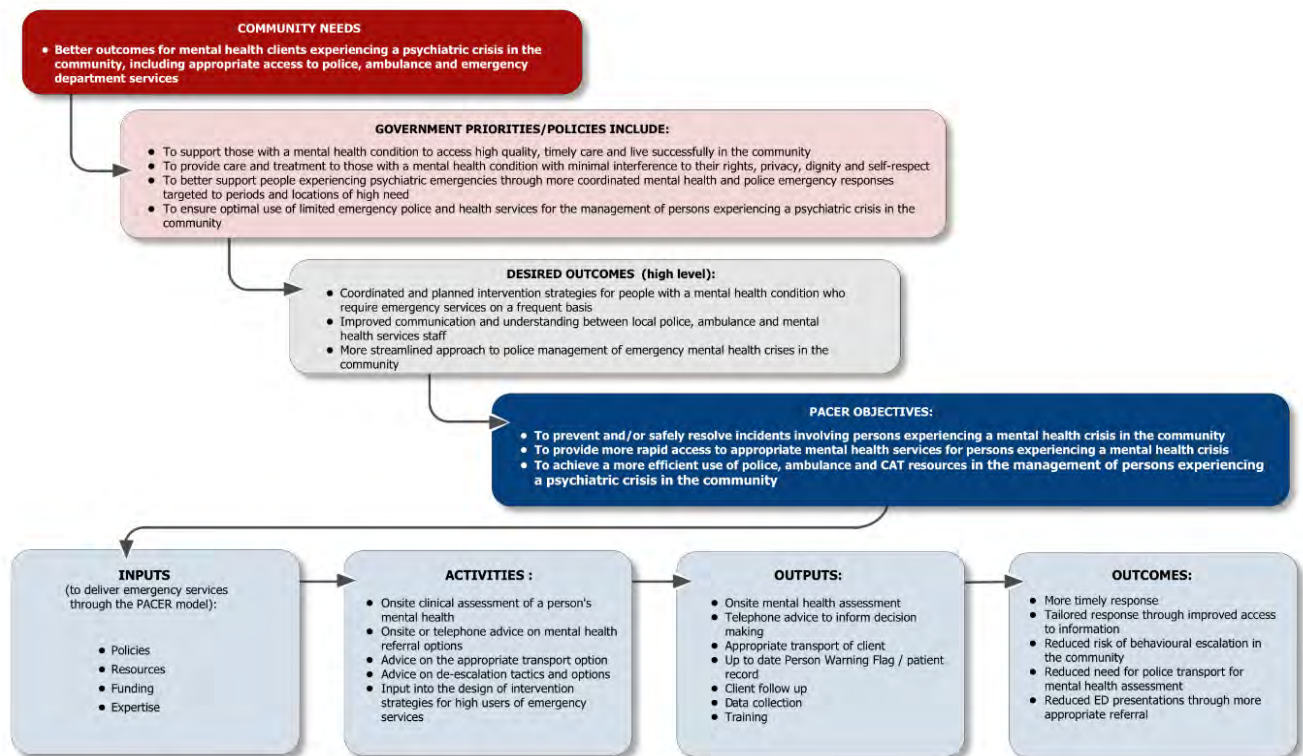 COMMUNITY NEEDS
● Better outcomes for mental health clients experiencing a psychiatric crisis in the
community, including appropriate access to police, ambulance and emergency
department services
GOVERNMENT PRIORITIES/POLICIES INCLUDE:
● To support those with a mental health condition to access high quality, timely care and live successfully in the community
● To provide care and treatment to those with a mental health condition with minimal interference to their rights, privacy, dignity and self-respect
● To better support people experiencing psychiatric emergencies through more coordinated mental health and police emergency responses
targeted to periods and locations of high need
● To ensure optimal use of limited emergency police and health services for the management of persons experiencing a psychiatric crisis in the
community
DESIRED OUTCOMES (high level):
● Coordinated and planned intervention strategies for people with a mental health condition who
require emergency services on a frequent basis
● Improved communication and understanding between local police, ambulance and mental
health services staff
● More streamlined approach to police management of emergency mental health crises in the
community
PACER OBJECTIVES:
● To prevent and/or safely resolve incidents involving persons experiencing a mental health crisis in the community
● To provide more rapid access to appropriate mental health services for persons experiencing a mental health crisis
● To achieve a more efficient use of police, ambulance and CAT resources in the management of persons experiencing
a psychiatric crisis in the community
INPUTS
(to deliver emergency services
through the PACER model):
● Policies
● Resources
● Funding
● Expertise
ACTIVITIES :
● Onsite clinical assessment of a person's
mental health
● Onsite or telephone advice on mental health
referral options
● Advice on the appropriate transport option
● Advice on de-escalation tactics and options
● Input into the design of intervention
strategies for high users of emergency
services
OUTPUTS:
● Onsite mental health assessment
● Telephone advice to inform decision
making
● Appropriate transport of client
● Up to date Person Warning Flag / patient
record
● Client follow up
● Data collection
● Training
OUTCOMES:
● More timely response
● Tailored response through improved access
to information
● Reduced risk of behavioural escalation in
the community
● Reduced need for police transport for
mental health assessment
● Reduced ED presentations through more
appropriate referral